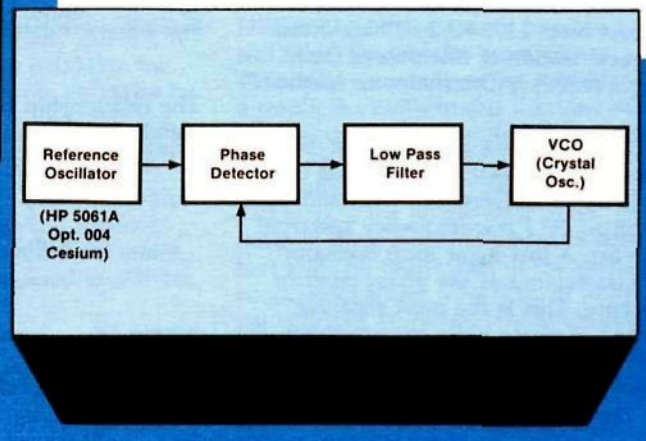 Reference
Oscillator
(HP 5061A
Opt. 004
Cesium)
Phase
Detector
Low Pass
Filter
VCO
(Crystal
Osc.)